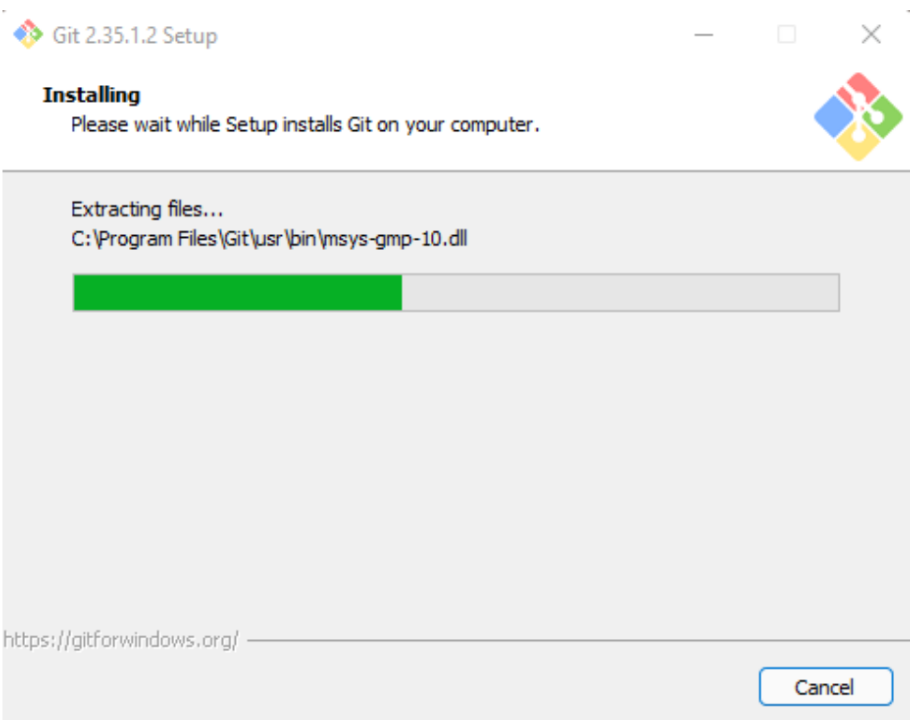 Git 2.35.1.2 Setup
Installing
Please wait while Setup installs Git on your computer.
Extracting files...
C:\Program Files\Git\usr\bin\msys-gmp-10.dll
https://gitforwindows.org/
Cancel